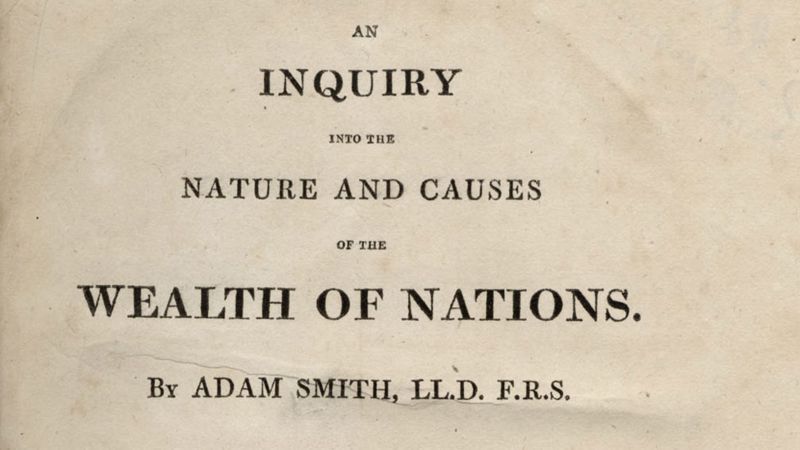 AN
INQUIRY
INTO THE
NATURE AND CAUSES
OF THE
WEALTH OF NATIONS.
By ADAM SMITH, LL.D. F.R.S.